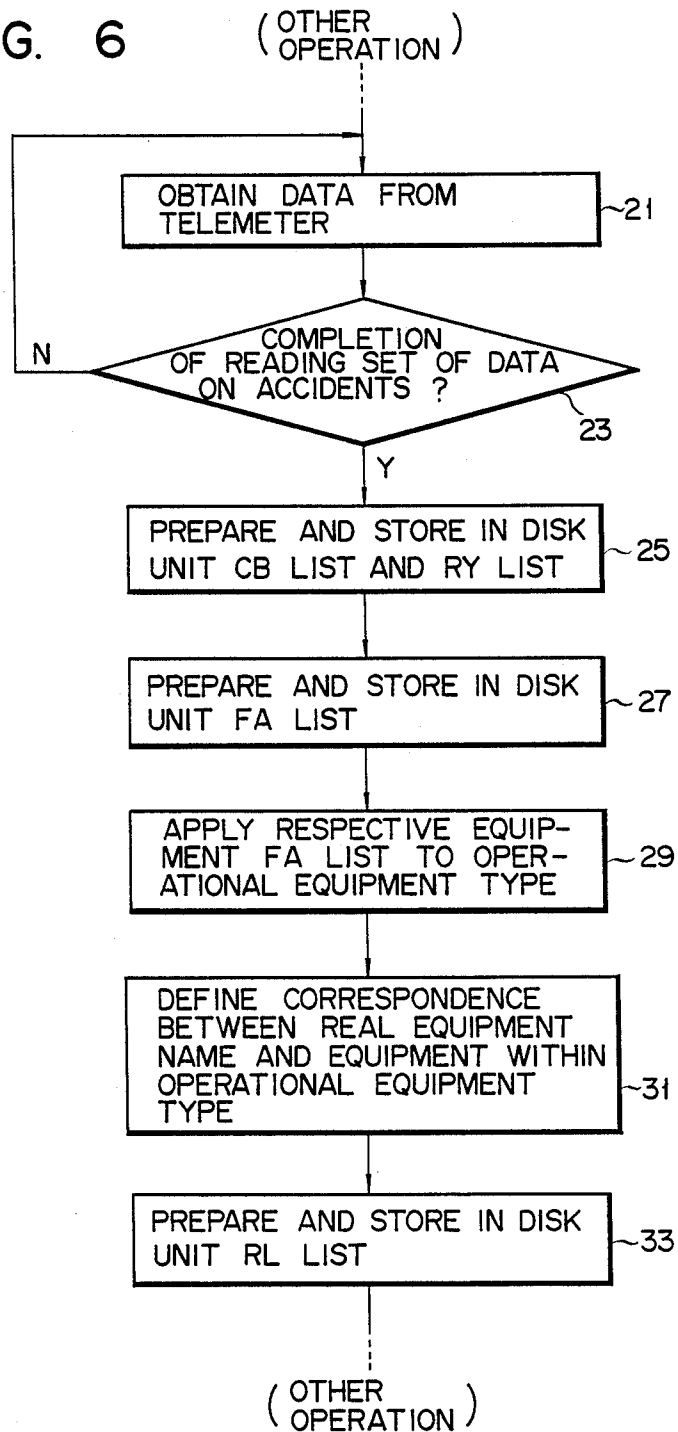 G. 6
( OTHER
OPERATION )
OBTAIN DATA FROM
TELEMETER
21
COMPLETION
OF READING SET OF DATA
ON ACCIDENTS ?
N
23
Y
PREPARE AND STORE IN DISK
UNIT CB LIST AND RY LIST
25
PREPARE AND STORE IN DISK
UNIT FA LIST
27
APPLY RESPECTIVE EQUIP-
MENT FA LIST TO OPER-
ATIONAL EQUIPMENT TYPE
29
DEFINE CORRESPONDENCE
BETWEEN REAL EQUIPMENT
NAME AND EQUIPMENT WITHIN
OPERATIONAL EQUIPMENT
TYPE
31
PREPARE AND STORE IN DISK
UNIT RL LIST
33
( OTHER
OPERATION )